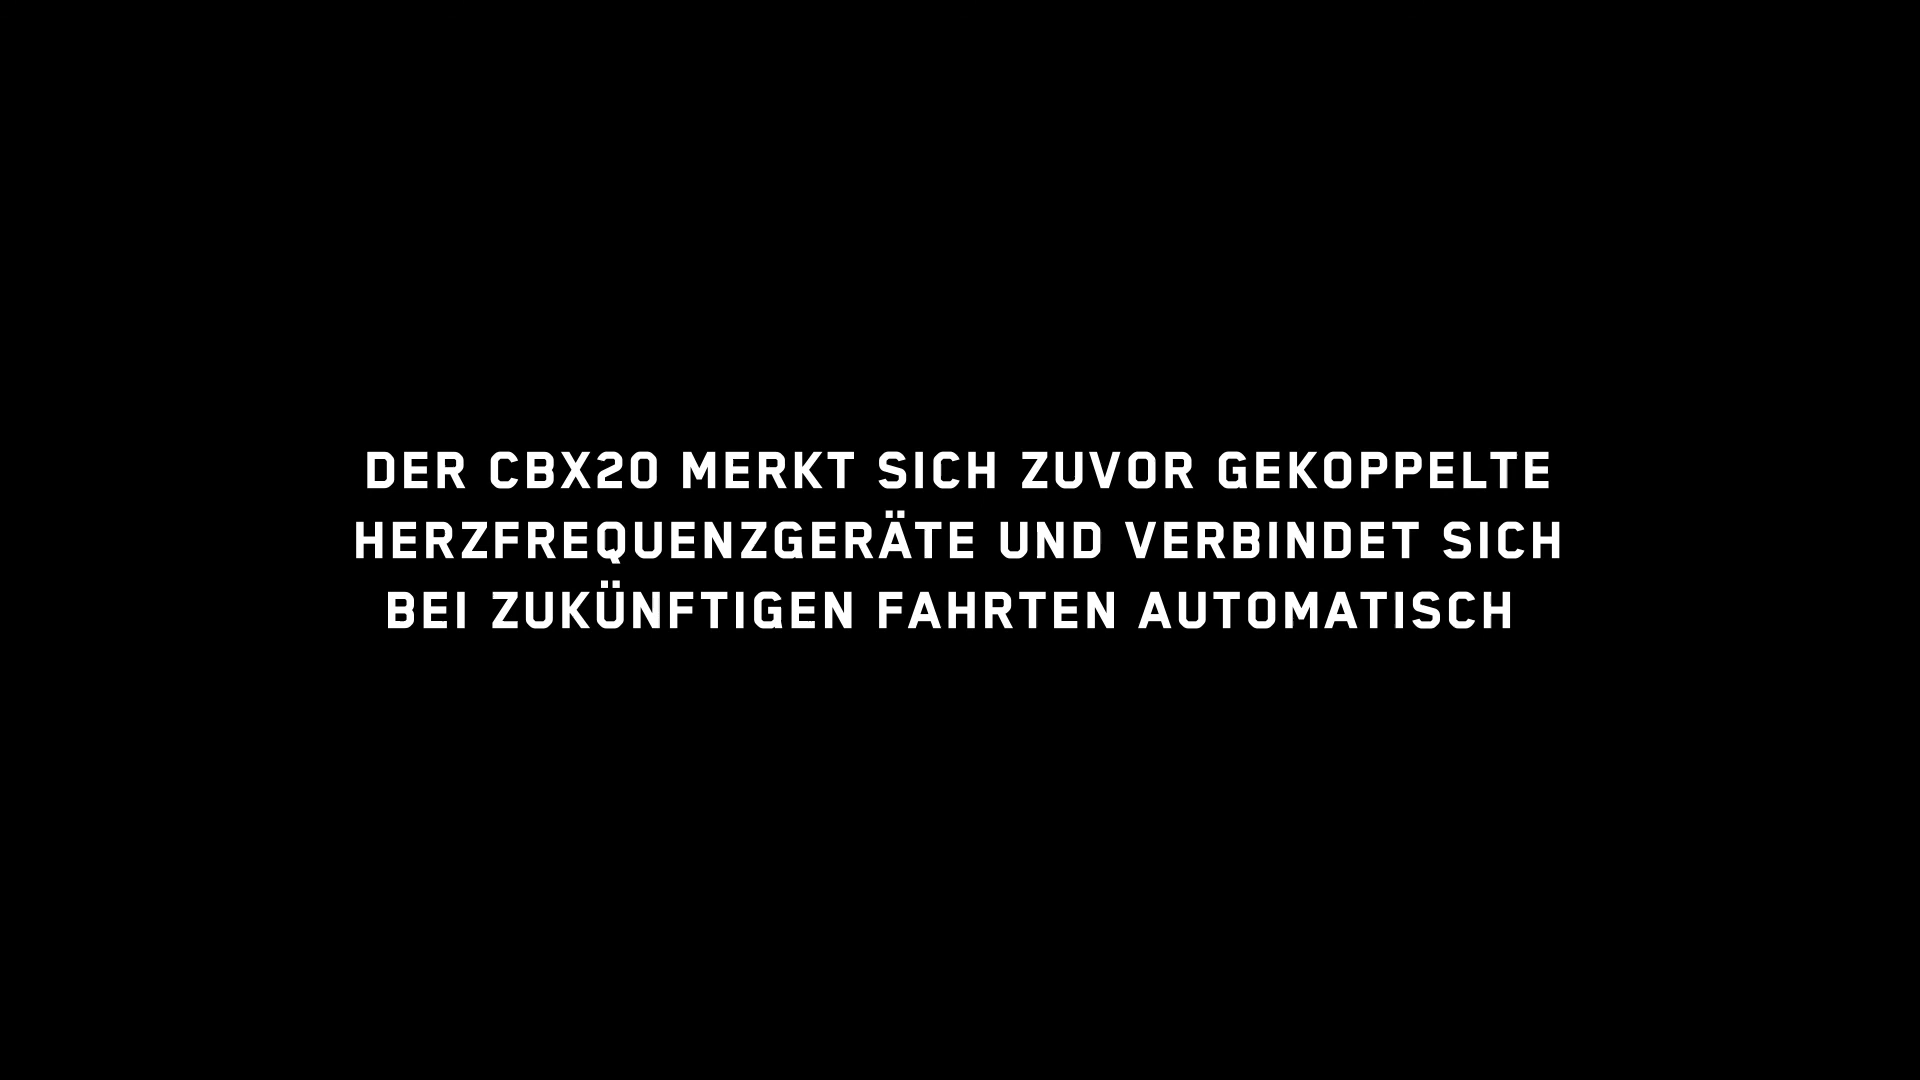 DER CBX20 MERKT SICH ZUVOR GEKOPPELTE
HERZFREQUENZGERÄTE UND VERBINDET SICH
BEI ZUKÜNFTIGEN FAHRTEN AUTOMATISCH